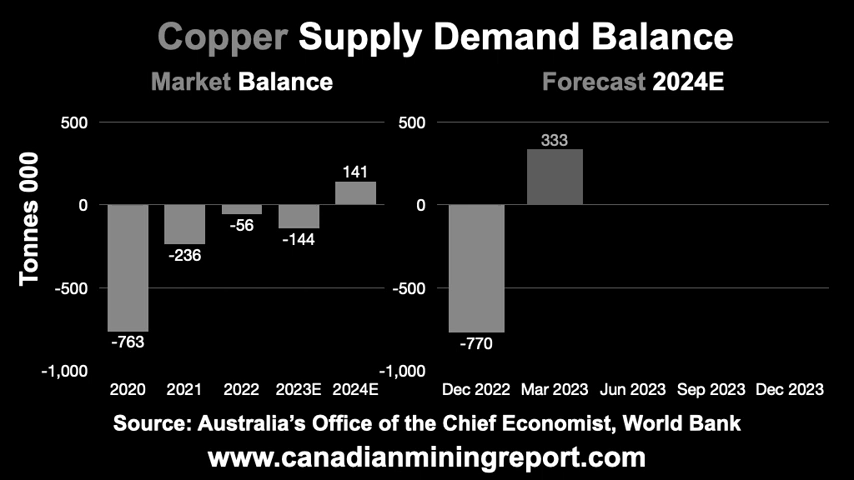 Copper Supply Demand Balance
Market Balance
Forecast 2024E
Tonnes 000
500
0
-500
-1,000
-763
-236
-56
-144
141
2020 2021 2022 2023E 2024E
500
0
-500
-1,000
-770
333
Dec 2022 Mar 2023 Jun 2023 Sep 2023 Dec 2023
Source: Australia’s Office of the Chief Economist, World Bank
www.canadianminingreport.com